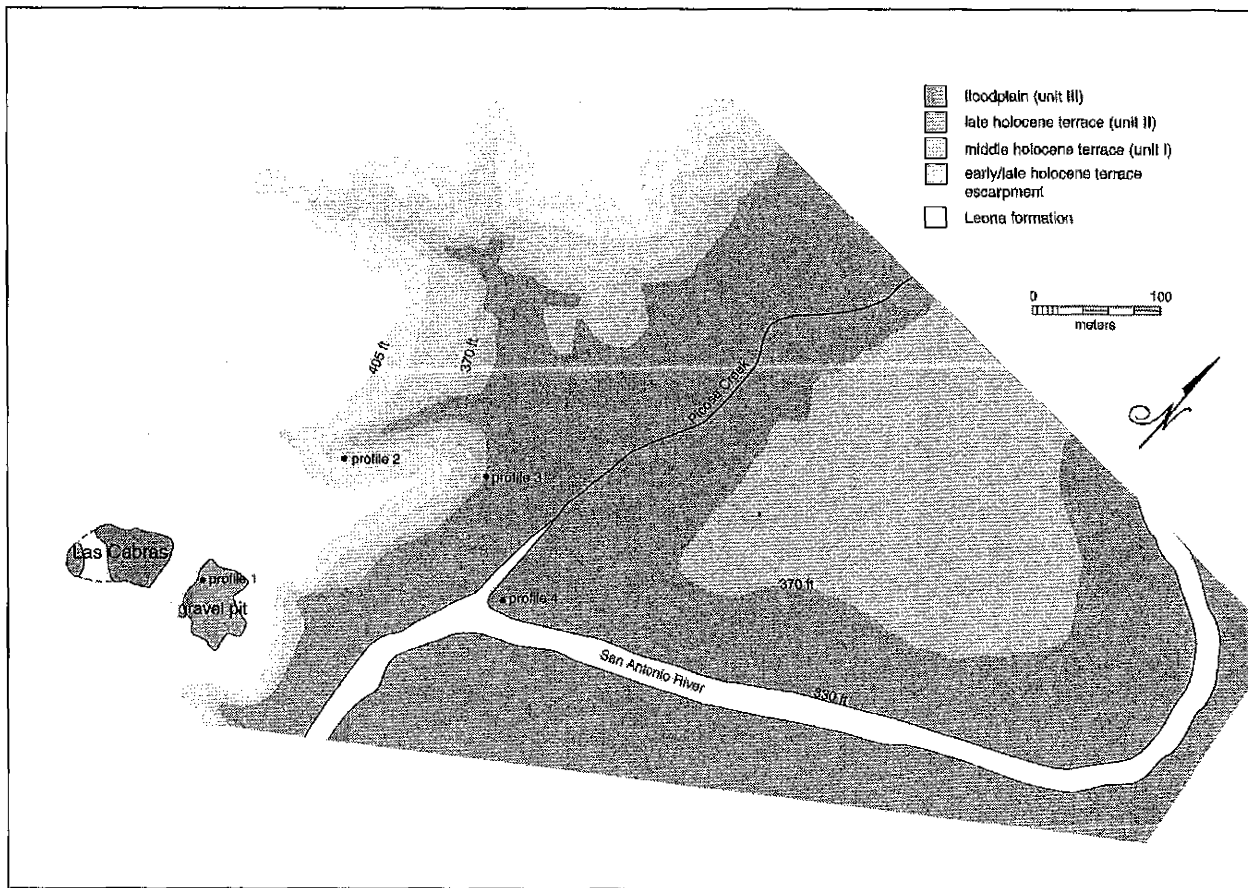 floodplain (unit III)
late holocene terrace (unit II)
middle holocene terrace (unit I)
early/late holocene terrace
escarpment
Leona formation
0 100
meters
405 ft
370 ft
Creek
profile 2
profile 3
Las Cabras
profile 1
gravel pit
profile 4
370 ft
San Antonio River
330 ft
N